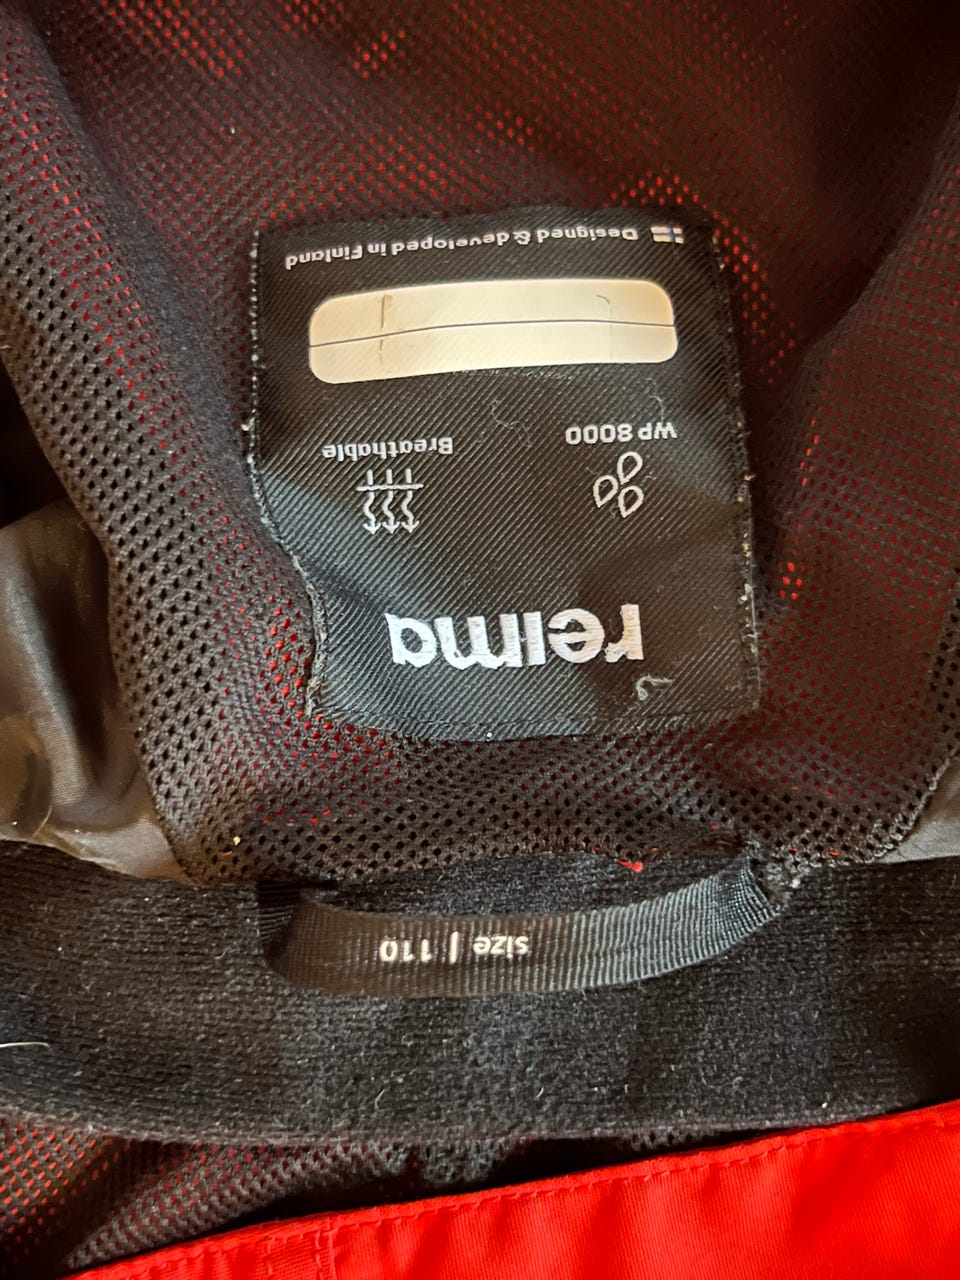 size | 110
reima
WP 8000
Breathable
Designed & developed in Finland